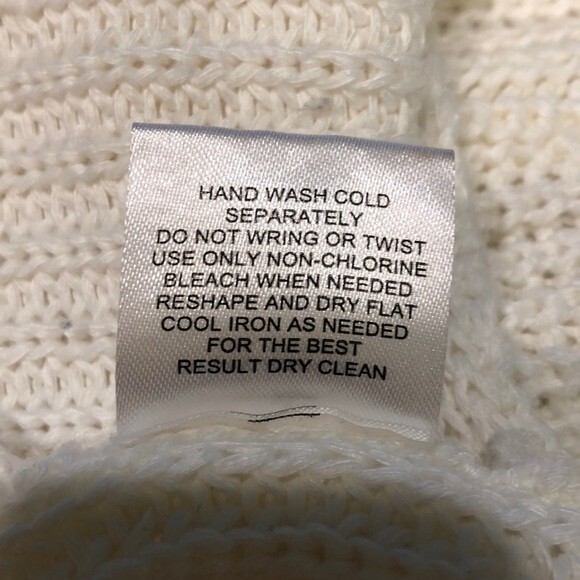 HAND WASH COLD
SEPARATELY
DO NOT WRING OR TWIST
USE ONLY NON-CHLORINE
BLEACH WHEN NEEDED
RESHAPE AND DRY FLAT
COOL IRON AS NEEDED
FOR THE BEST
RESULT DRY CLEAN